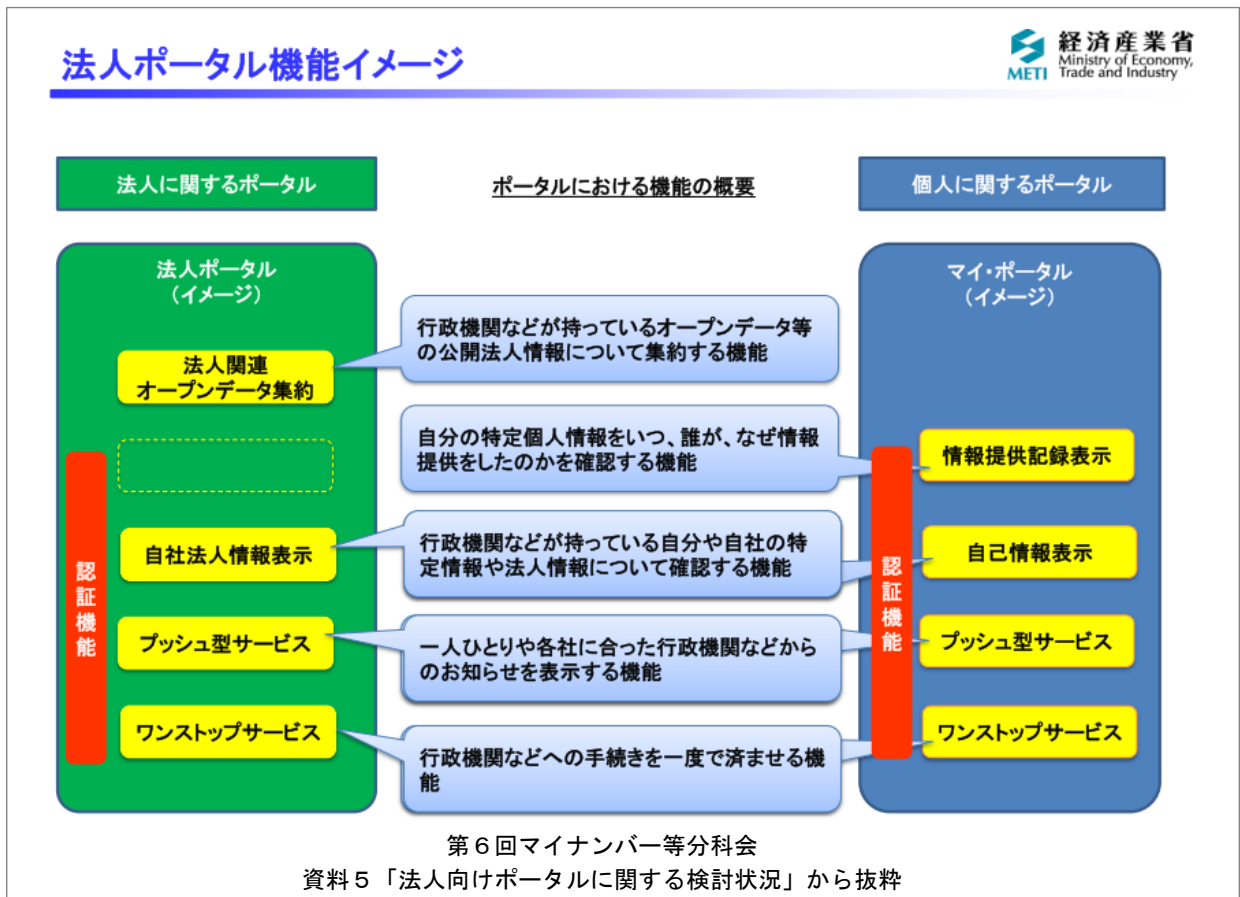 法人ポータル機能イメージ
METI
経済産業省
Ministry of Economy,
Trade and Industry
法人に関するポータル
ポータルにおける機能の概要
個人に関するポータル
法人ポータル
（イメージ）
マイ・ポータル
（イメージ）
行政機関などが持っているオープンデータ等
の公開法人情報について集約する機能
法人関連
オープンデータ集約
自分の特定個人情報をいつ、誰が、なぜ情報
提供をしたのかを確認する機能
情報提供記録表示
認証機能
自社法人情報表示
行政機関などが持っている自分や自社の特
定情報や法人情報について確認する機能
認証機能
自己情報表示
プッシュ型サービス
一人ひとりや各社に合った行政機関などから
のお知らせを表示する機能
プッシュ型サービス
ワンストップサービス
行政機関などへの手続きを一度で済ませる機
能
ワンストップサービス
第６回マイナンバー等分科会
資料５「法人向けポータルに関する検討状況」から抜粋